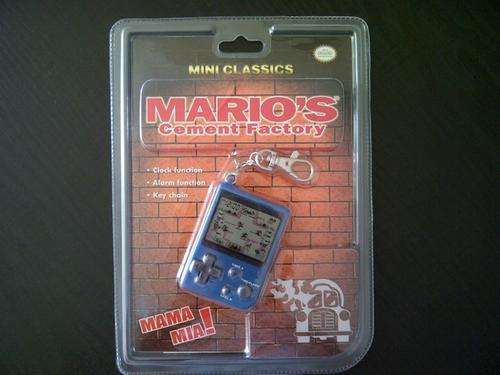 MINI CLASSICS
MARIO'S
Cement Factory
• Clock function
• Alarm function
• Key chain
MAMA
MIA!